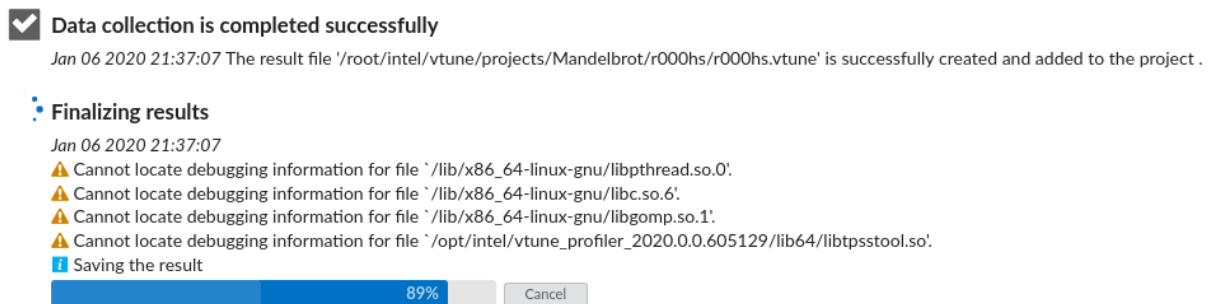 Data collection is completed successfully
Jan 06 2020 21:37:07 The result file '/root/intel/vtune/projects/Mandelbrot/r000hs/r000hs.vtune' is successfully created and added to the project .
Finalizing results
Jan 06 2020 21:37:07
Cannot locate debugging information for file `/lib/x86_64-linux-gnu/libpthread.so.0'.
Cannot locate debugging information for file `/lib/x86_64-linux-gnu/libc.so.6'.
Cannot locate debugging information for file `/lib/x86_64-linux-gnu/libgomp.so.1'.
Cannot locate debugging information for file `/opt/intel/vtune_profiler_2020.0.0.605129/lib64/libtpsstool.so'.
Saving the result
89% Cancel